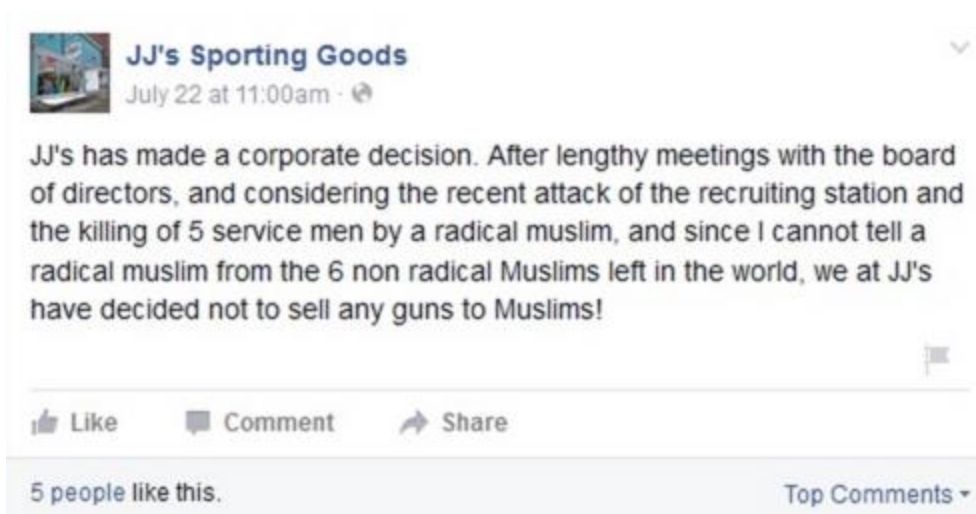 JJ's Sporting Goods
July 22 at 11:00am ·
JJ's has made a corporate decision. After lengthy meetings with the board
of directors, and considering the recent attack of the recruiting station and
the killing of 5 service men by a radical muslim, and since I cannot tell a
radical muslim from the 6 non radical Muslims left in the world, we at JJ's
have decided not to sell any guns to Muslims!
Like Comment Share
5 people like this. Top Comments